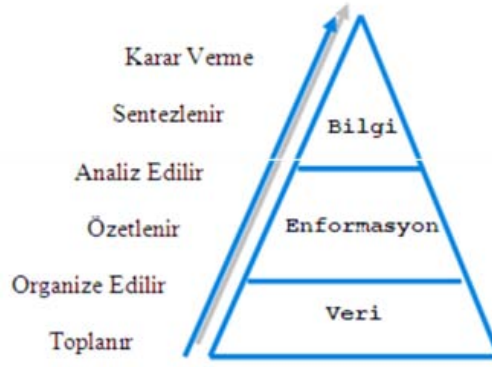 Karar Verme
Sentezlenir
Analiz Edilir
Özetlenir
Organize Edilir
Toplanır
Bilgi
Enformasyon
Veri